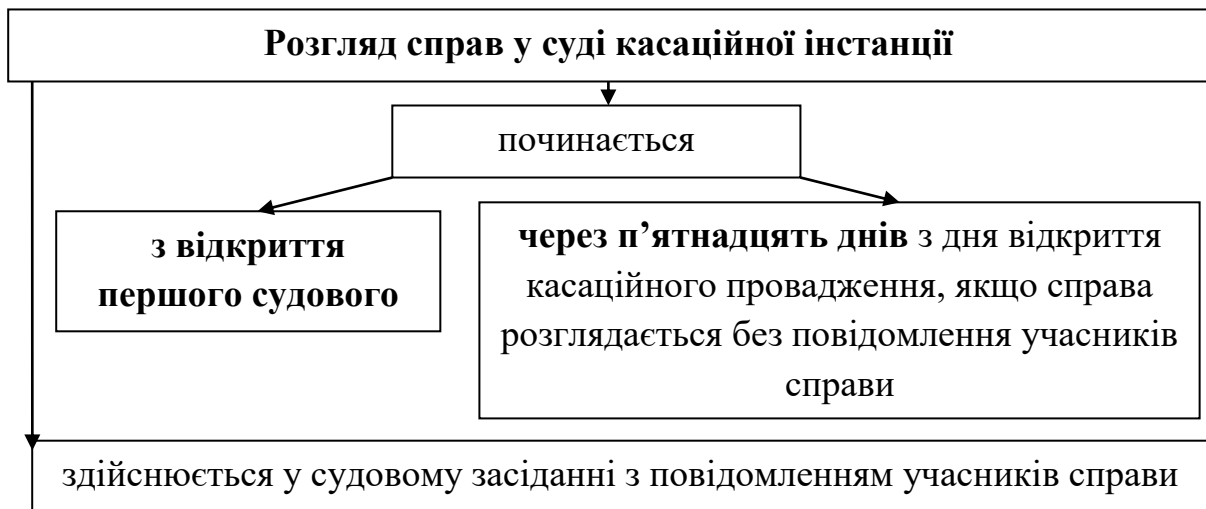 Розгляд справ у суді касаційної інстанції
починається
з відкриття
першого судового
через п’ятнадцять днів з дня відкриття
касаційного провадження, якщо справа
розглядається без повідомлення учасників
справи
здійснюється у судовому засіданні з повідомленням учасників справи